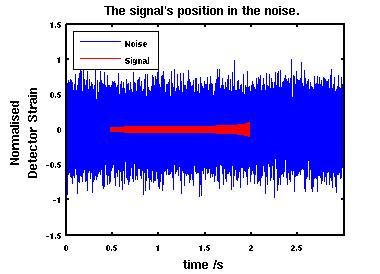 The signal's position in the noise.
Normalised
Detector Strain
1.5
1
0.5
0
-0.5
-1
-1.5
Noise
Signal
0 0.5 1 1.5 2 2.5
time /s